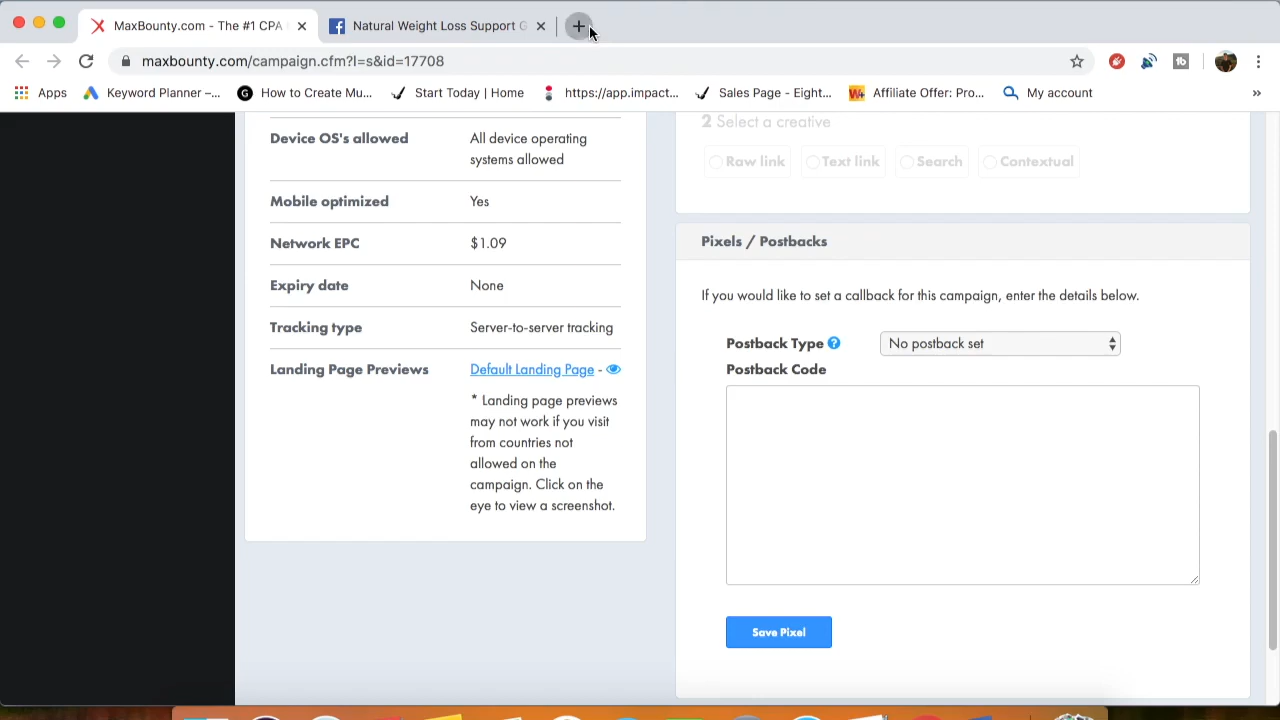 MaxBounty.com - The #1 CPA
Natural Weight Loss Support G
maxbounty.com/campaign.cfm?l=s&id=17708
Apps
Keyword Planner –...
How to Create Mu...
Start Today | Home
https://app.impact...
Sales Page - Eight...
Affiliate Offer: Pro...
My account
»
Device OS's allowed
All device operating
systems allowed
Mobile optimized
Yes
Network EPC
$1.09
Expiry date
None
Tracking type
Server-to-server tracking
Landing Page Previews
Default Landing Page -
* Landing page previews
may not work if you visit
from countries not
allowed on the
campaign. Click on the
eye to view a screenshot.
2 Select a creative
Raw link
Text link
Search
Contextual
Pixels / Postbacks
If you would like to set a callback for this campaign, enter the details below.
Postback Type ?
No postback set
Postback Code
Save Pixel